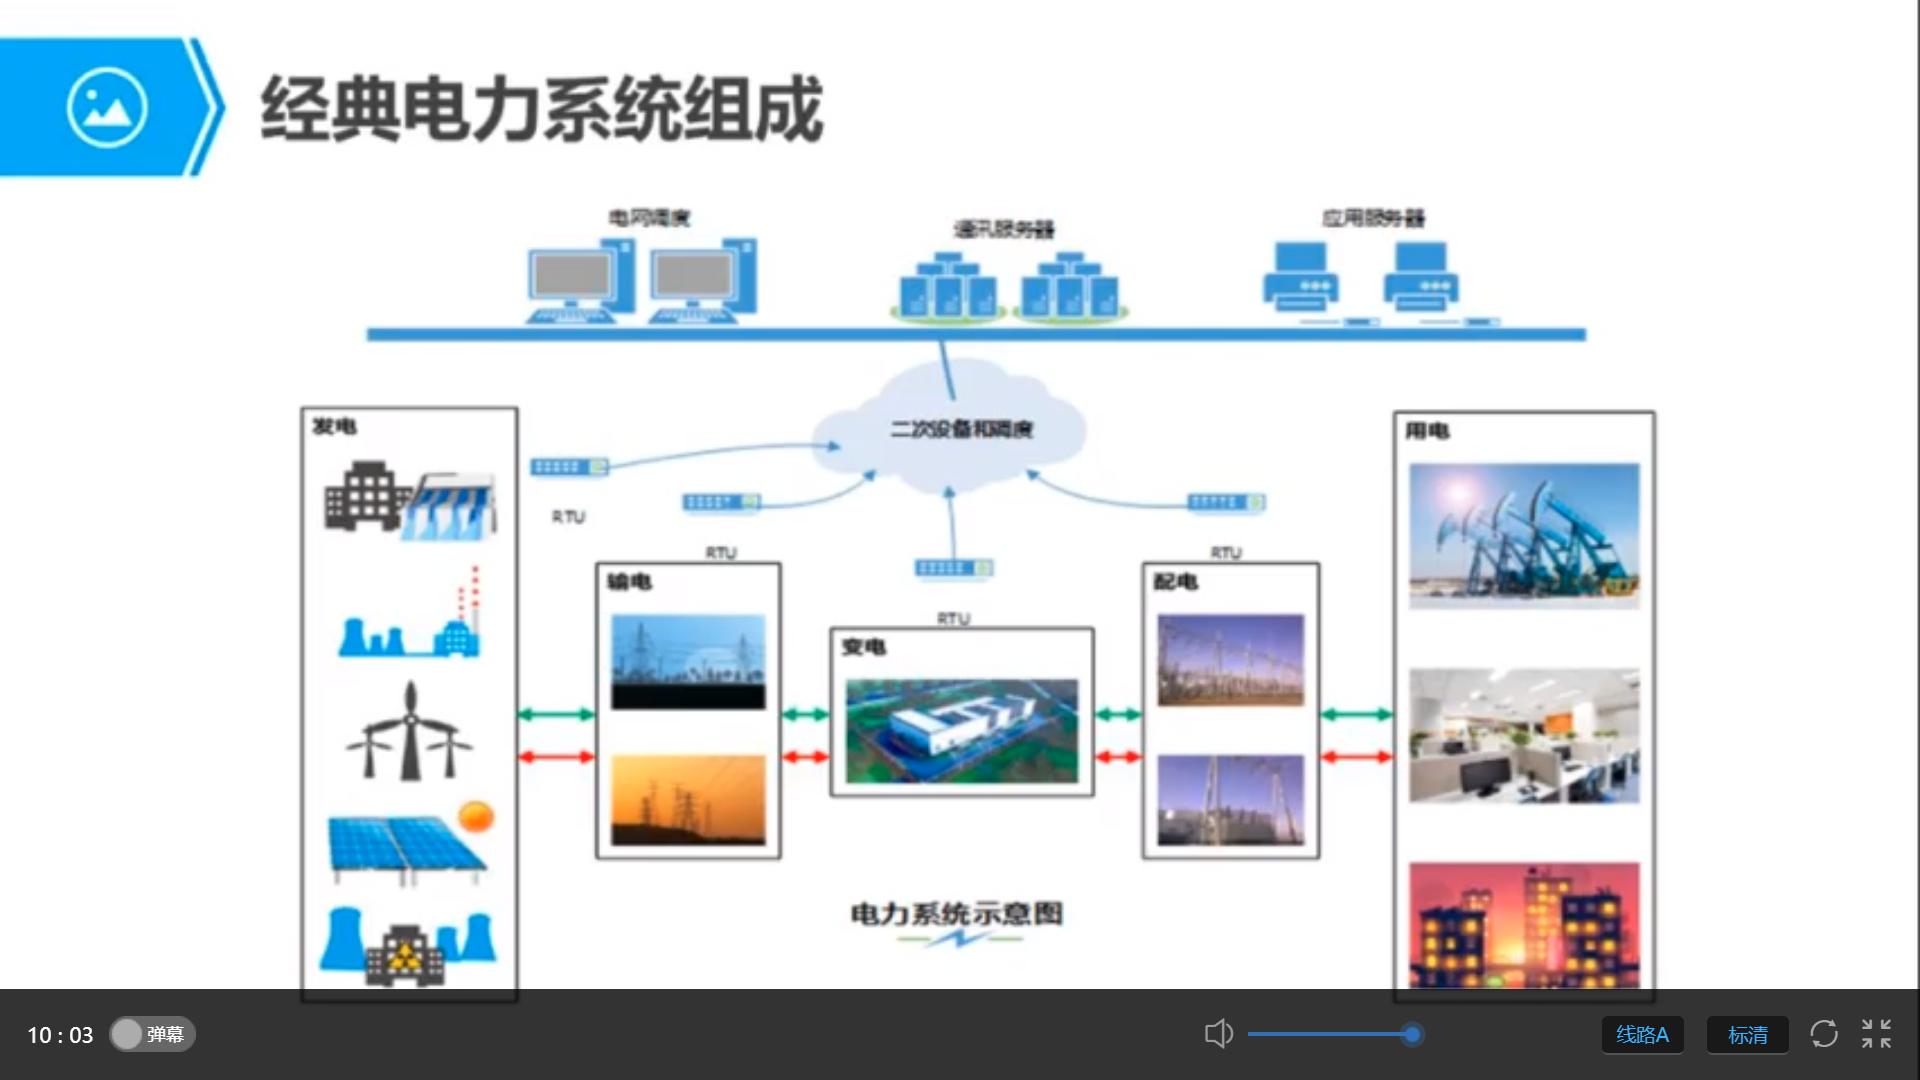 经典电力系统组成
电网调度
通讯服务器
应用服务器
二次设备和调度
发电
用电
RTU
RTU
RTU
RTU
输电
配电
变电
电力系统示意图
10 : 03
弹幕
线路A
标清